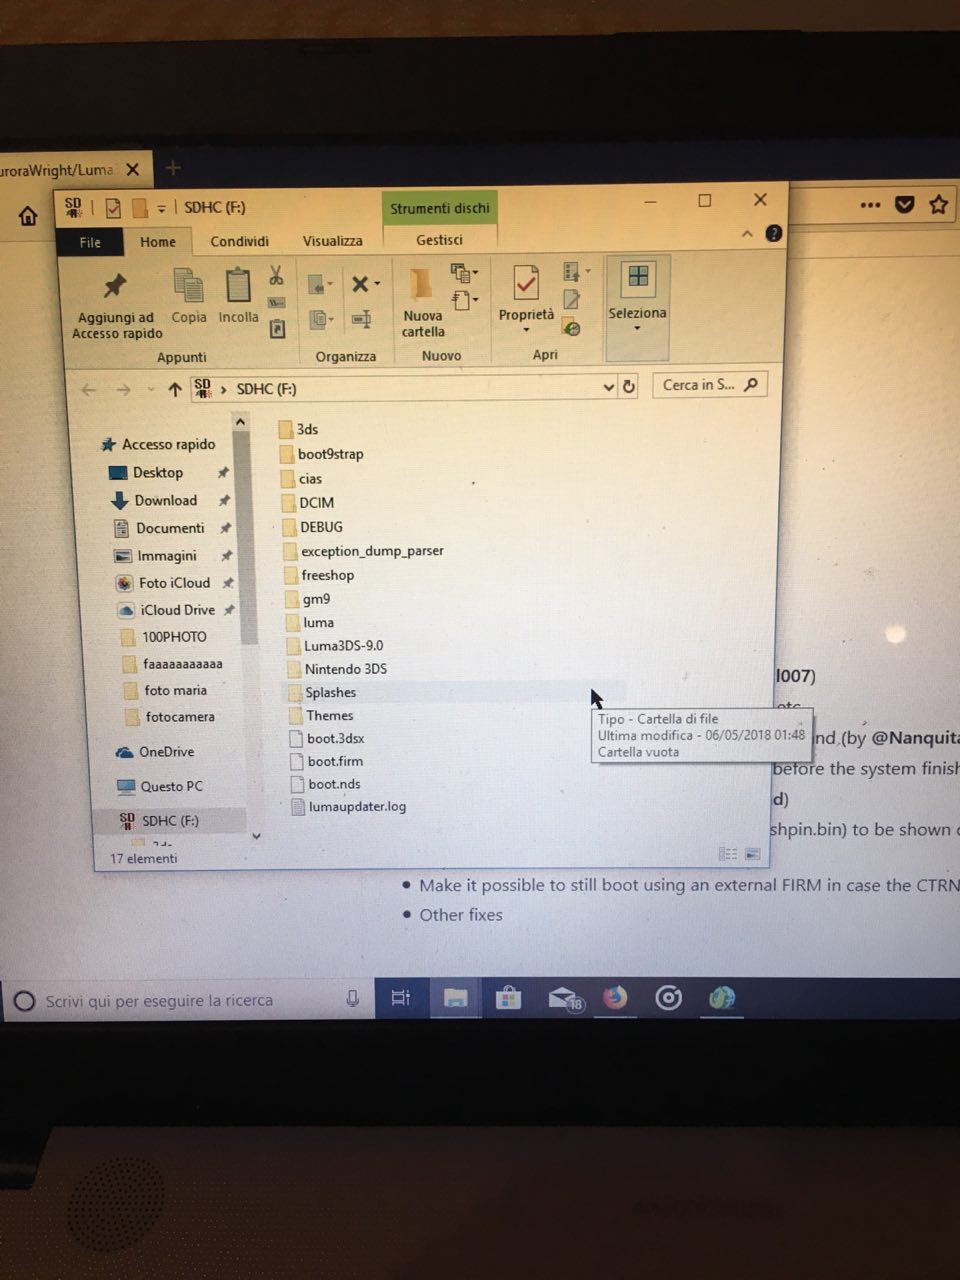 uroraWright/Luma
SDHC (F:)
Strumenti dischi
File
Home
Condividi
Visualizza
Gestisci
Aggiungi ad
Accesso rapido
Copia
Incolla
Nuova
cartella
Proprietà
Seleziona
Appunti
Organizza
Nuovo
Apri
SD
SDHC (F:)
Cerca in S...
Accesso rapido
Desktop
Download
Documenti
Immagini
Foto iCloud
iCloud Drive
100PHOTO
faaaaaaaaaaa
foto maria
fotocamera
OneDrive
Questo PC
SDHC (F:)
17 elementi
3ds
boot9strap
cias
DCIM
DEBUG
exception_dump_parser
freeshop
gm9
luma
Luma3DS-9.0
Nintendo 3DS
Splashes
Themes
boot.3dsx
boot.firm
boot.nds
lumaupdater.log
Tipo - Cartella di file
Ultima modifica - 06/05/2018 01:48
Cartella vuota
l007)
etc
nd (by @Nanquita
before the system finish
d)
shpin.bin) to be shown
Make it possible to still boot using an external FIRM in case the CTRN
Other fixes
Scrivi qui per eseguire la ricerca
18